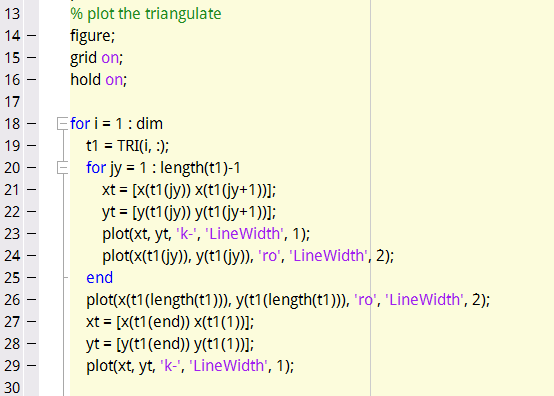 13 % plot the triangulate
14 – figure;
15 – grid on;
16 – hold on;
17
18 – for i = 1 : dim
19 – t1 = TRI(i, :);
20 – for jy = 1 : length(t1)-1
21 – xt = [x(t1(jy)) x(t1(jy+1))];
22 – yt = [y(t1(jy)) y(t1(jy+1))];
23 – plot(xt, yt, 'k-', 'LineWidth', 1);
24 – plot(x(t1(jy)), y(t1(jy)), 'ro', 'LineWidth', 2);
25 – end
26 – plot(x(t1(length(t1))), y(t1(length(t1))), 'ro', 'LineWidth', 2);
27 – xt = [x(t1(end)) x(t1(1))];
28 – yt = [y(t1(end)) y(t1(1))];
29 – plot(xt, yt, 'k-', 'LineWidth', 1);
30